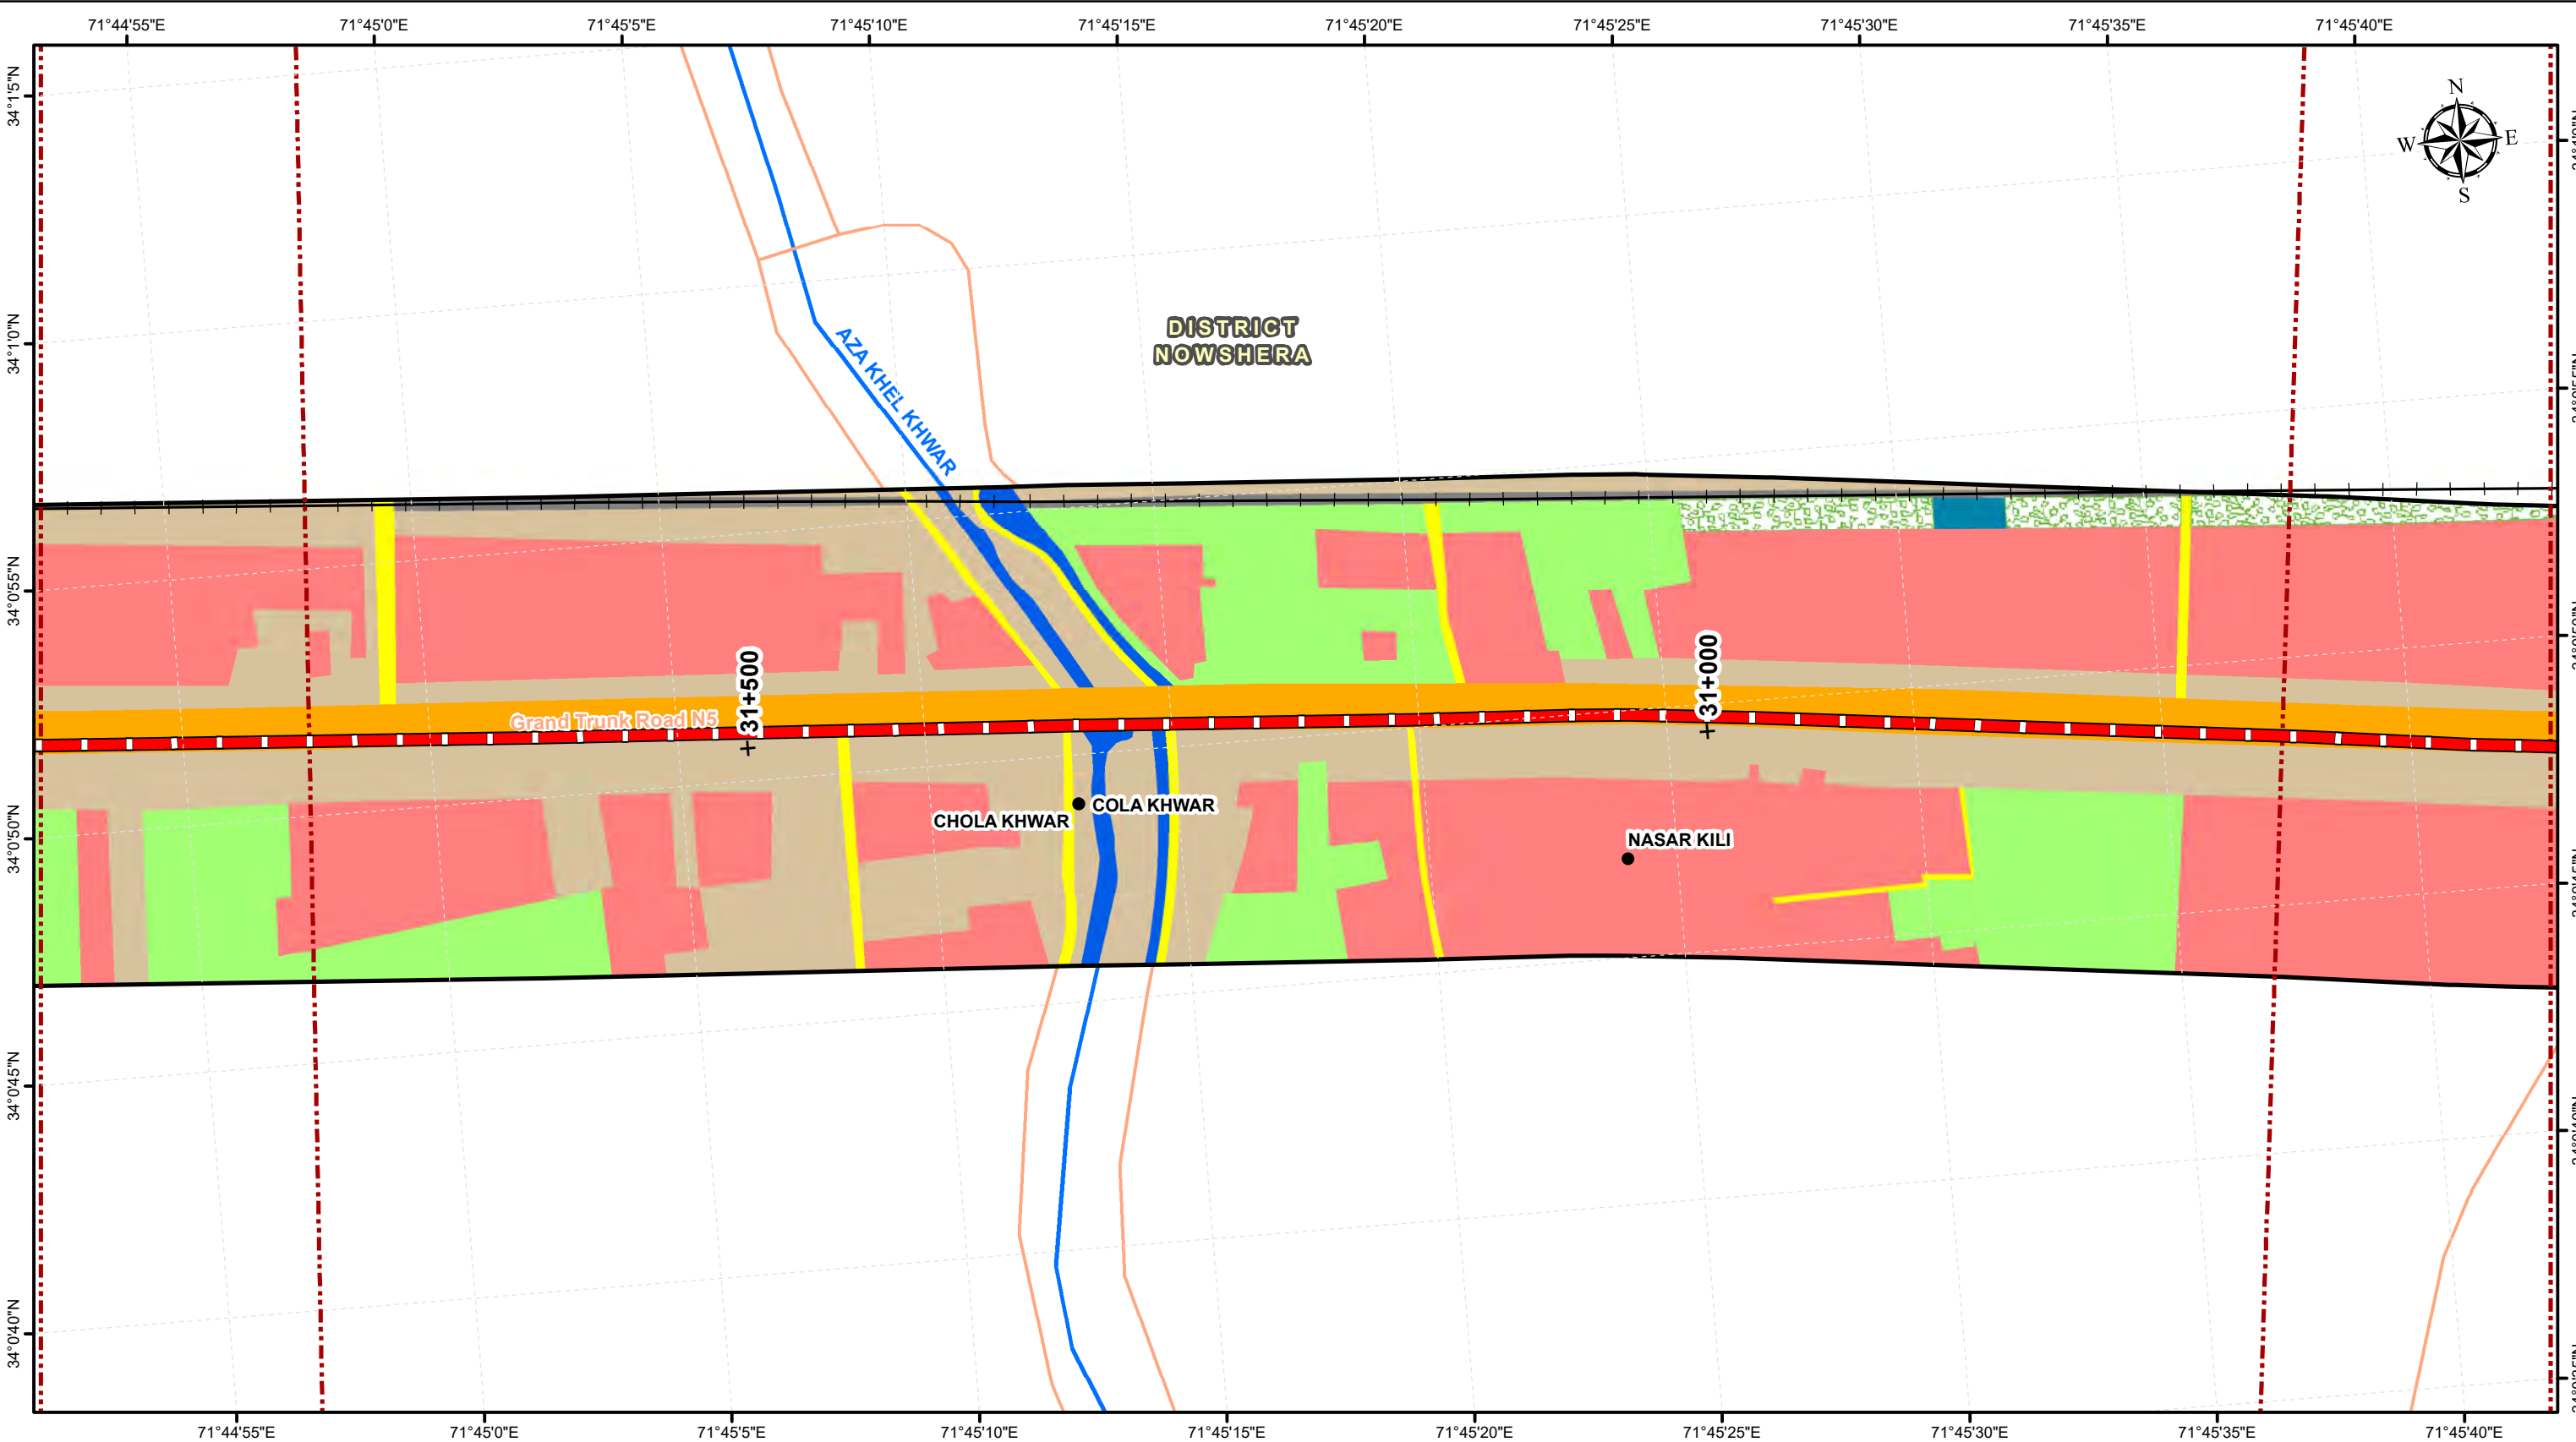 71°44'55"E 71°45'0"E 71°45'5"E 71°45'10"E 71°45'15"E 71°45'20"E 71°45'25"E 71°45'30"E 71°45'35"E 71°45'40"E
34°1'5"N
N
W E
S
34°1'0"N
DISTRICT
NOWSHERA
AZA KHEL KHWAR
34°0'55"N
31+500
31+000
Grand Trunk Road N5
COLA KHWAR
CHOLA KHWAR
NASAR KILI
34°0'50"N
34°0'45"N
34°0'40"N
71°44'55"E 71°45'0"E 71°45'5"E 71°45'10"E 71°45'15"E 71°45'20"E 71°45'25"E 71°45'30"E 71°45'35"E 71°45'40"E